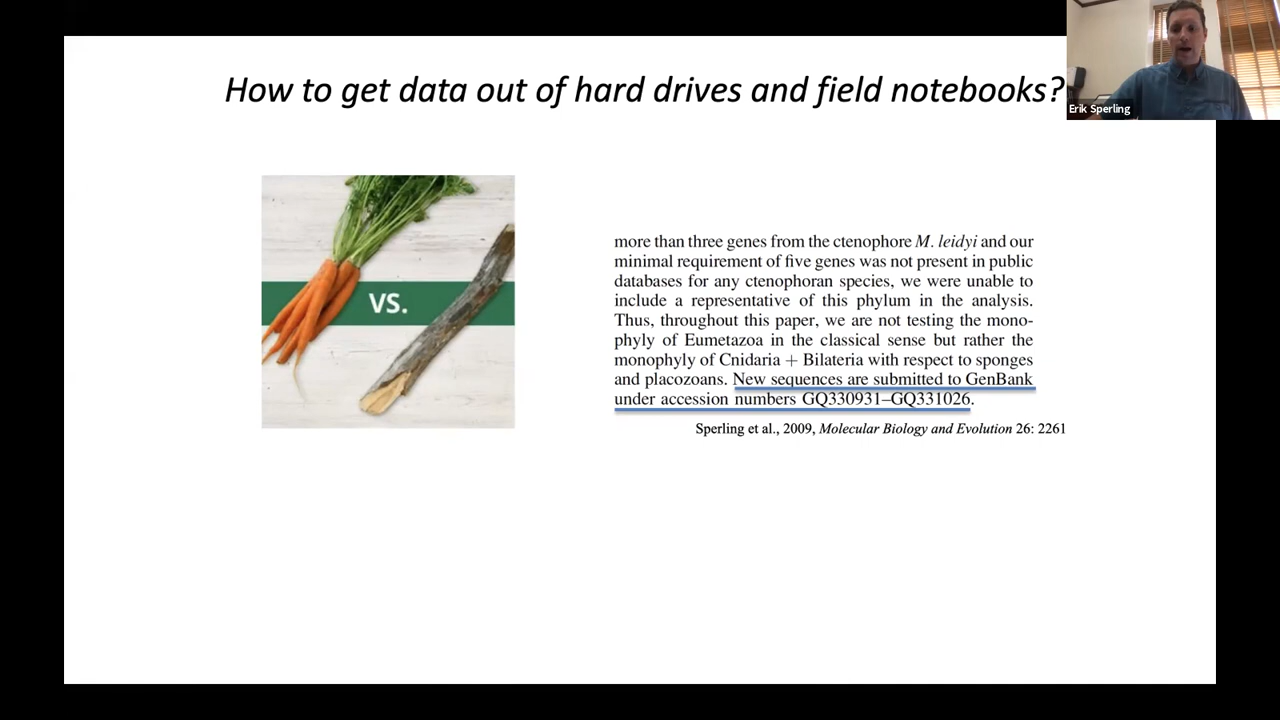 How to get data out of hard drives and field notebooks?
Erik Sperling
VS.
more than three genes from the ctenophore M. leidyi and our
minimal requirement of five genes was not present in public
databases for any ctenophoran species, we were unable to
include a representative of this phylum in the analysis.
Thus, throughout this paper, we are not testing the mono-
phyly of Eumetazoa in the classical sense but rather the
monophyly of Cnidaria + Bilateria with respect to sponges
and placozoans. New sequences are submitted to GenBank
under accession numbers GQ330931–GQ331026.
Sperling et al., 2009, Molecular Biology and Evolution 26: 2261